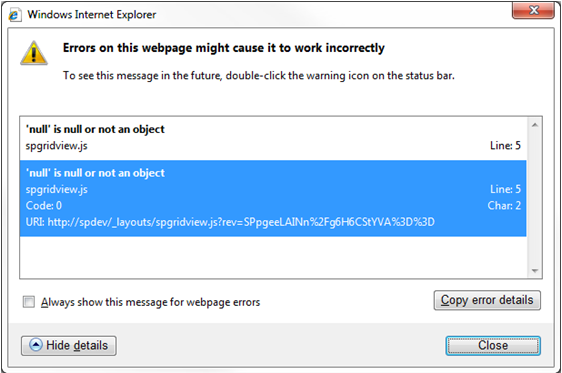 Windows Internet Explorer
Errors on this webpage might cause it to work incorrectly
To see this message in the future, double-click the warning icon on the status bar.
'null' is null or not an object
spgridview.js Line: 5
'null' is null or not an object
spgridview.js Line: 5
Code: 0 Char: 2
URI: http://spdev/_layouts/spgridview.js?rev=SPpgeeLAINn%2Fg6H6CStYVA%3D%3D
Always show this message for webpage errors
Copy error details
Hide details
Close